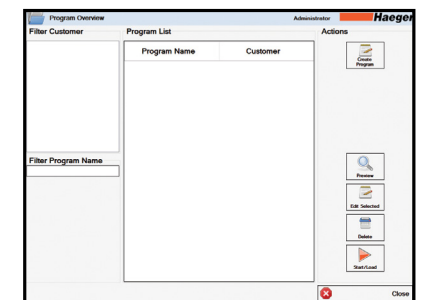 Program Overview
Administrator
Haeger
Filter Customer
Program List
Actions
Program Name
Customer
Create Program
Filter Program Name
Preview
Edit Selected
Delete
Start/Load
Close